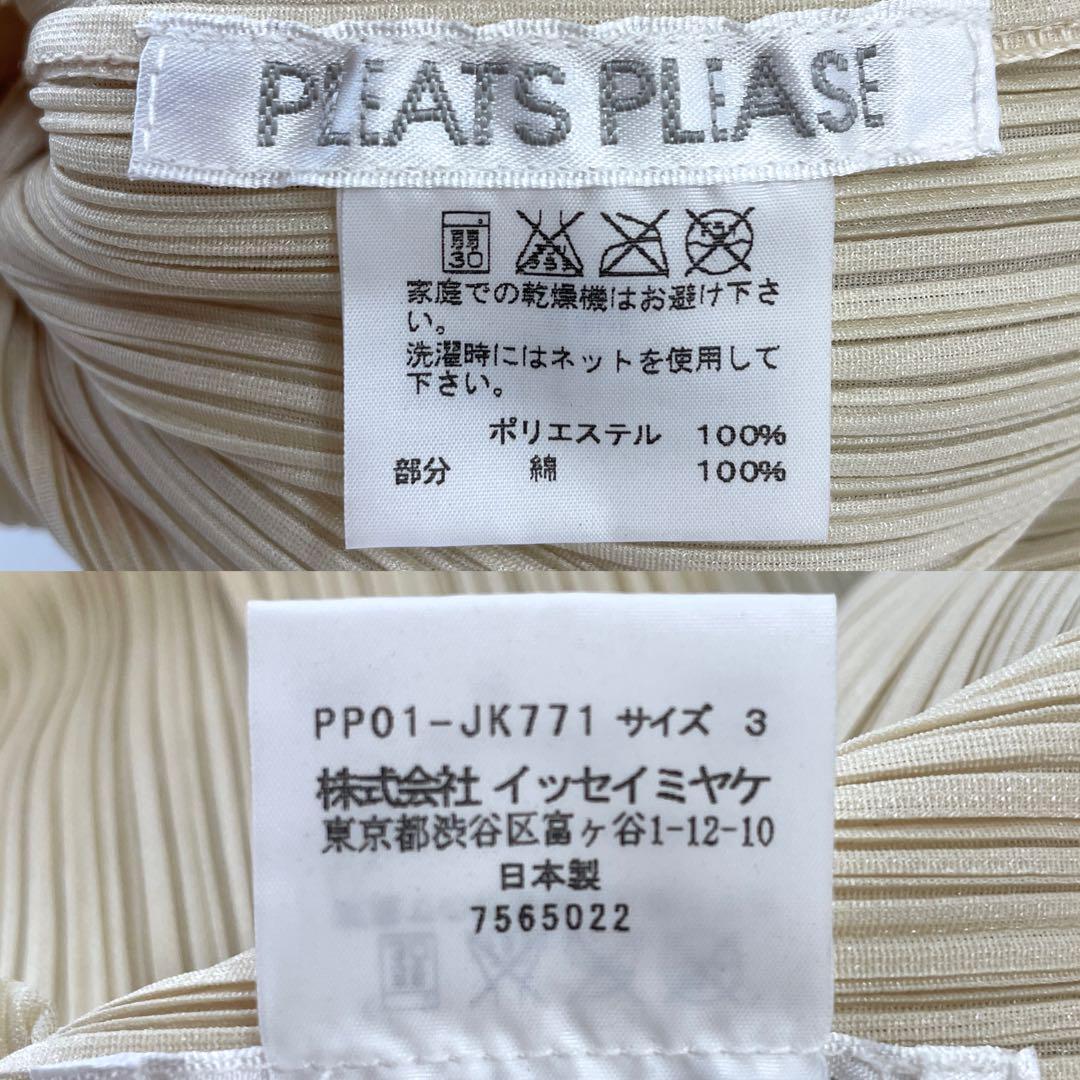 PLEATS PLEASE
弱
30
家庭での乾燥機はお避け下さ
い。
洗濯時にはネットを使用して
下さい。
ポリエステル 100%
部分 綿 100%
PP01-JK771 サイズ 3
株式会社 イッセイミヤケ
東京都渋谷区富ヶ谷1-12-10
日本製
7565022